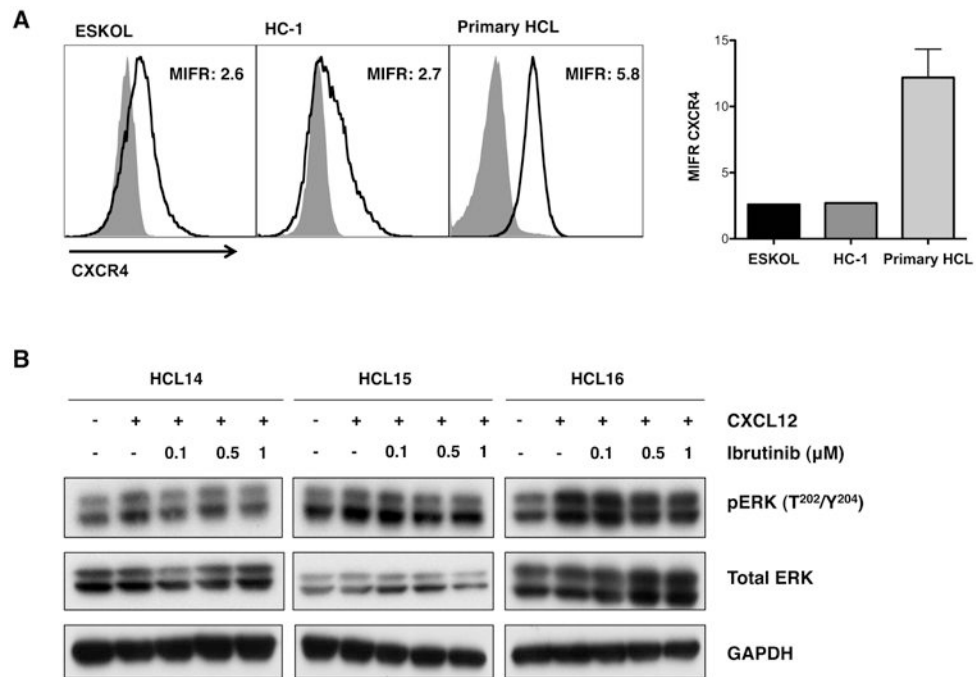 A
ESKOL HC-1 Primary HCL
MIFR: 2.6 MIFR: 2.7 MIFR: 5.8
CXCR4
MIFR CXCR4
15
10
5
0
ESKOL HC-1 Primary HCL
B
HCL14 HCL15 HCL16
- + + + + - + + + + - + + + + CXCL12
- - 0.1 0.5 1 - - 0.1 0.5 1 - - 0.1 0.5 1 Ibrutinib (µM)
pERK (T²⁰²/Y²⁰⁴)
Total ERK
GAPDH